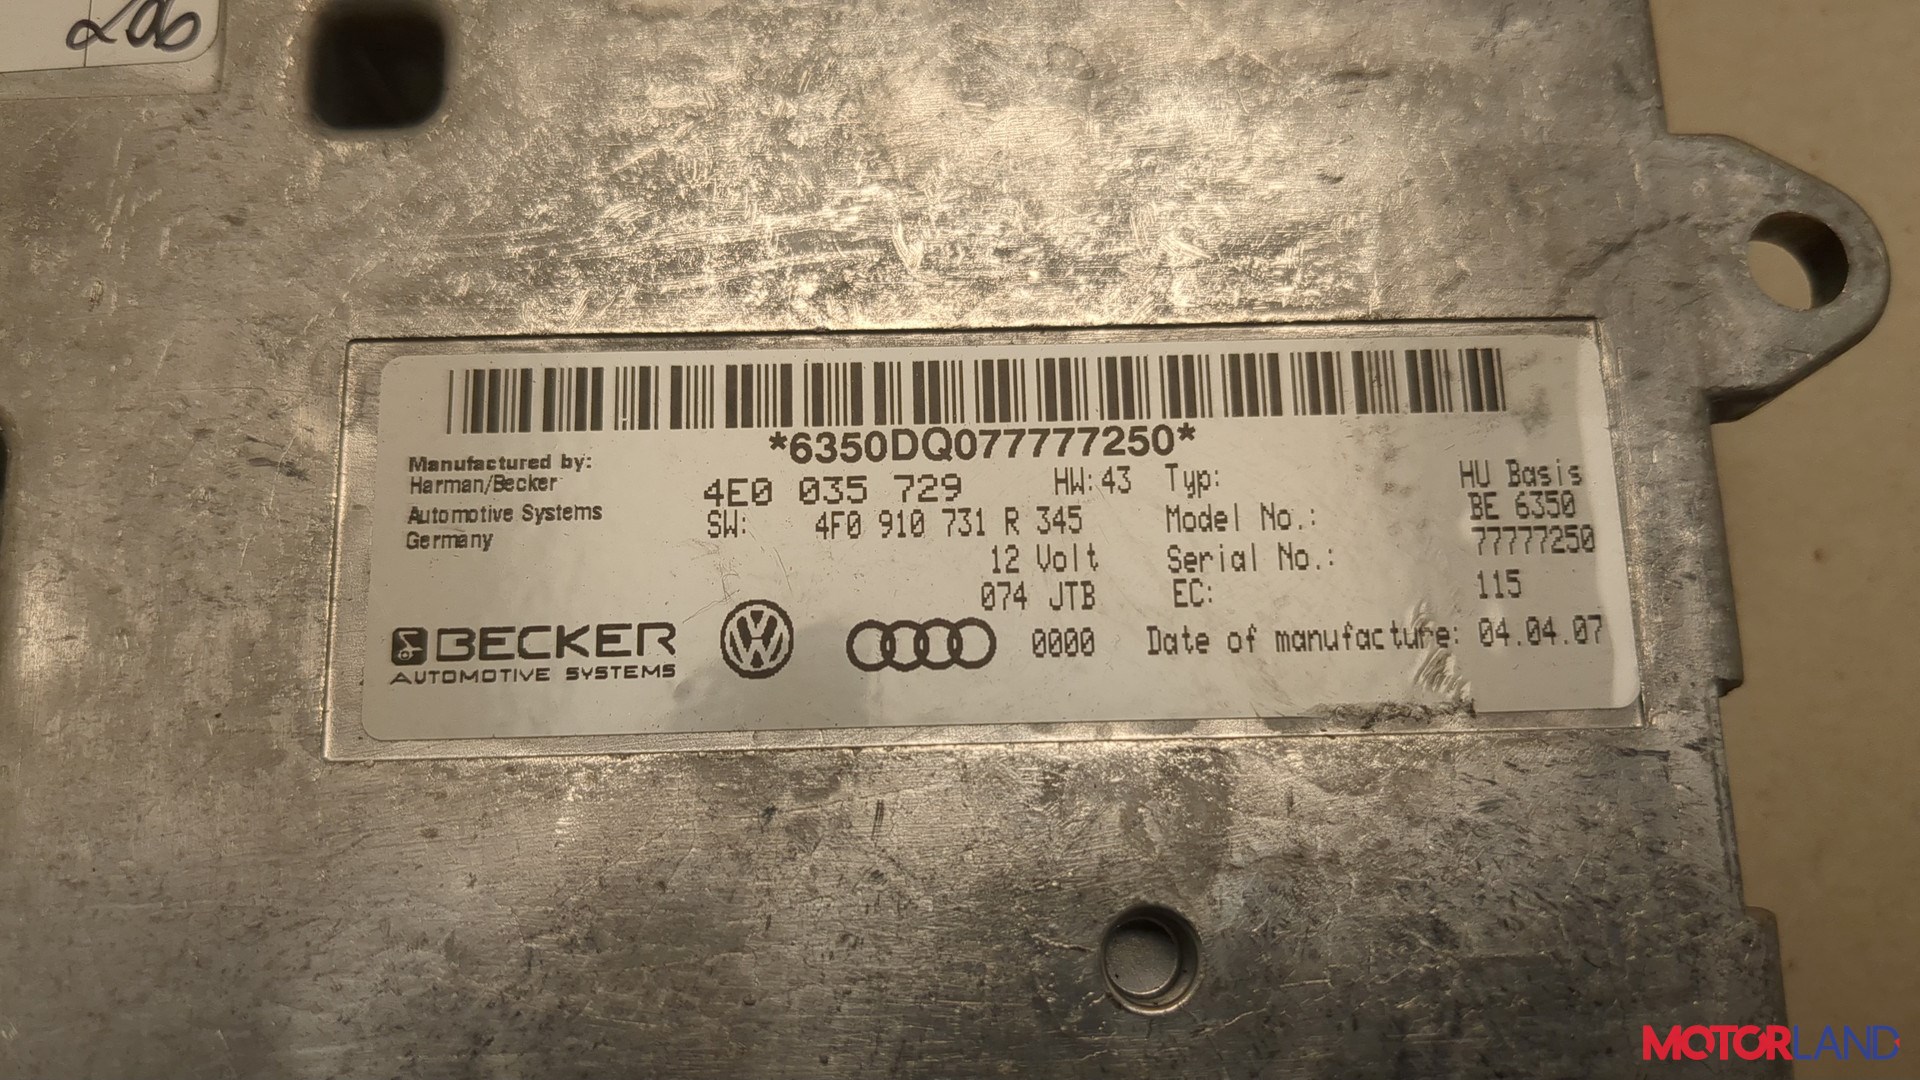 206
*6350DQ077777250*
Manufactured by:
Harman/Becker
Automotive Systems
Germany
4E0 035 729 HW:43 Typ: HU Basis
SW: 4F0 910 731 R 345 Model No.: BE 6350
12 Volt Serial No.: 77777250
074 JTB EC: 115
BECKER
AUTOMOTIVE SYSTEMS
0000 Date of manufacture: 04.04.07
MOTORLAND